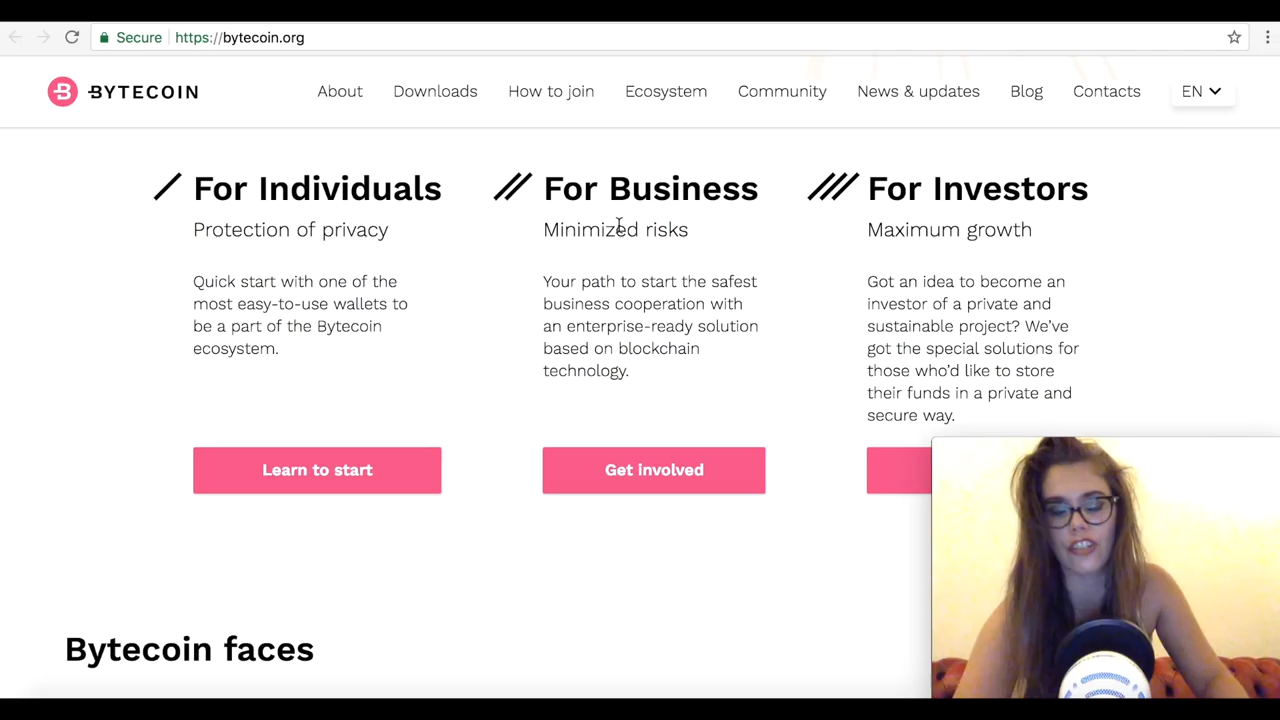 Secure https://bytecoin.org
BYTECOIN About Downloads How to join Ecosystem Community News & updates Blog Contacts EN
For Individuals
Protection of privacy
Quick start with one of the
most easy-to-use wallets to
be a part of the Bytecoin
ecosystem.
Learn to start
For Business
Minimized risks
Your path to start the safest
business cooperation with
an enterprise-ready solution
based on blockchain
technology.
Get involved
For Investors
Maximum growth
Got an idea to become an
investor of a private and
sustainable project? We've
got the special solutions for
those who'd like to store
their funds in a private and
secure way.
Bytecoin faces